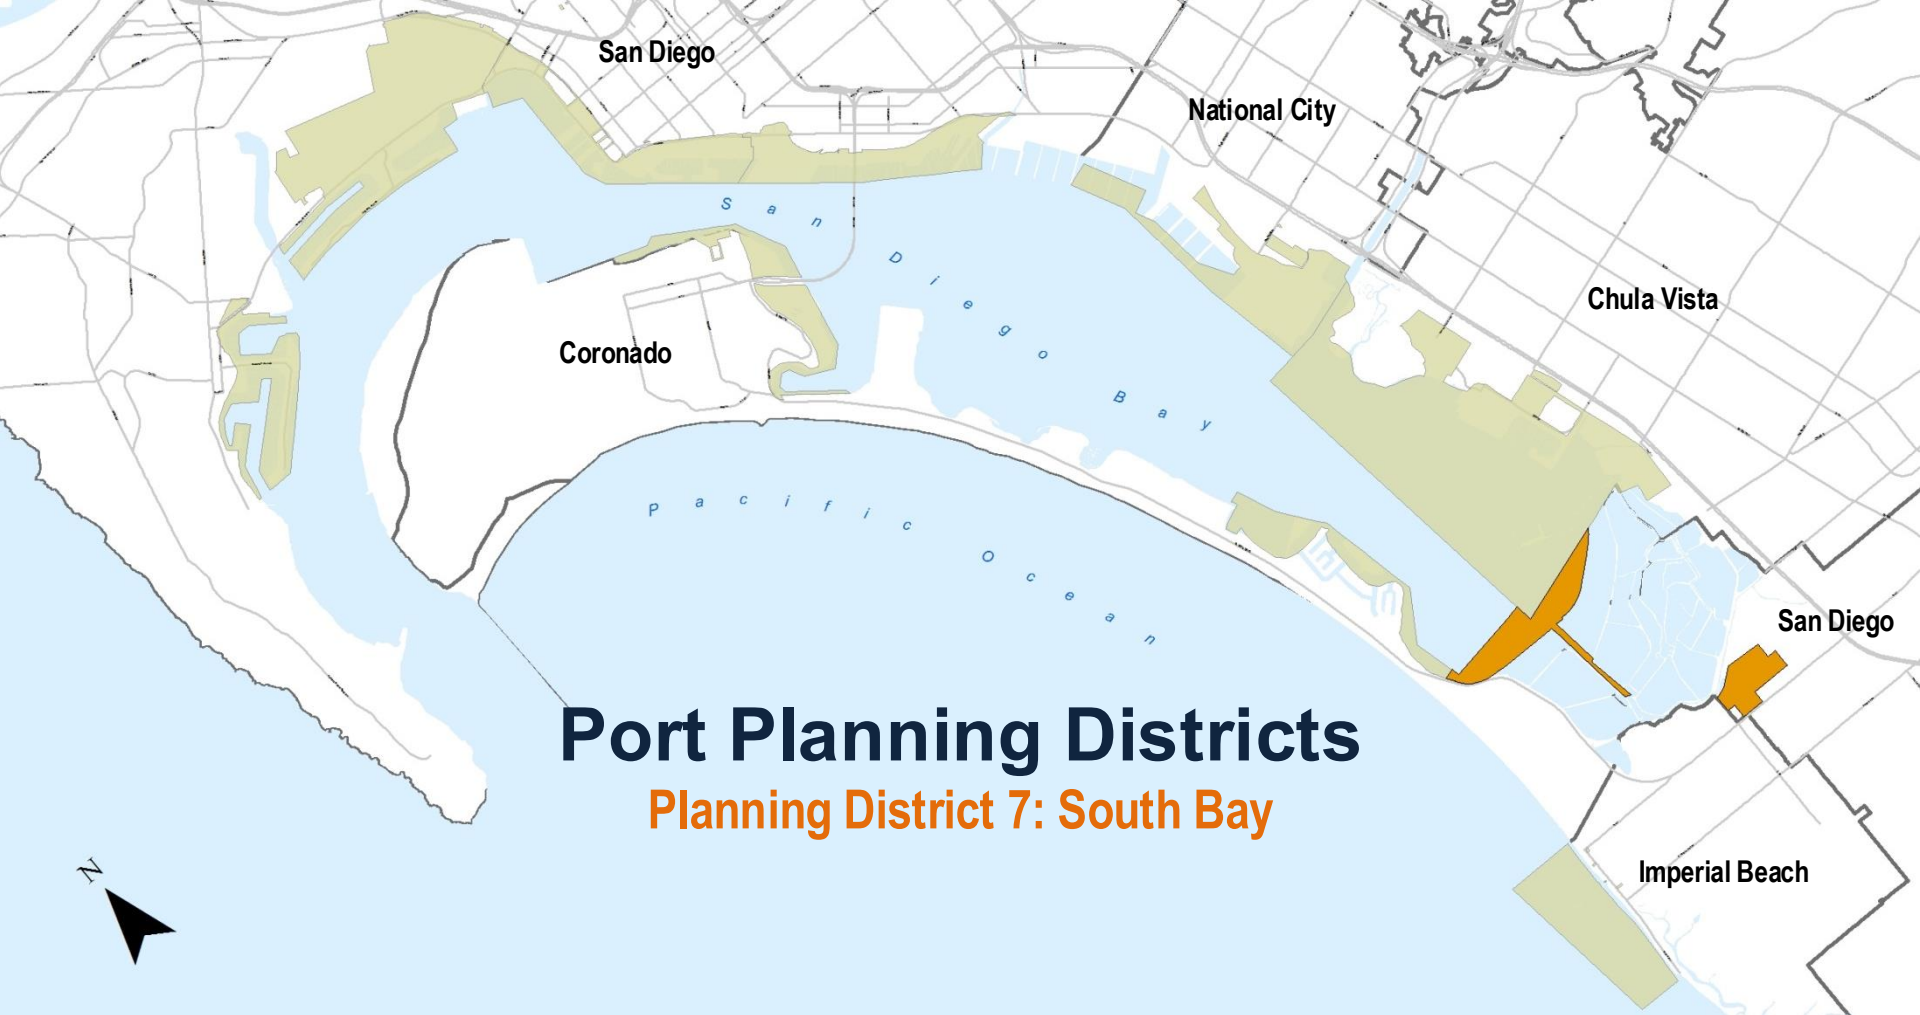 San Diego
National City
San Diego Bay
Chula Vista
Coronado
Pacific Ocean
San Diego
Port Planning Districts
Planning District 7: South Bay
Imperial Beach
N